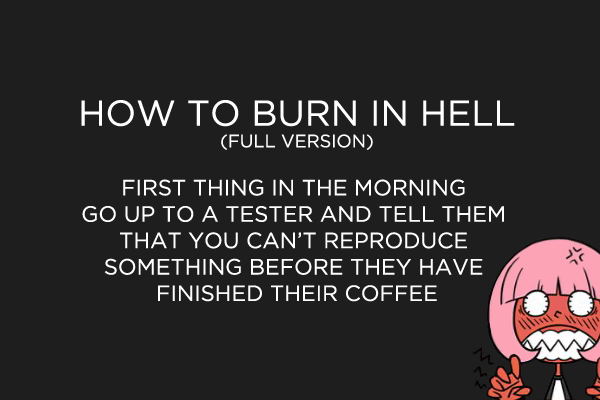 HOW TO BURN IN HELL
(FULL VERSION)
FIRST THING IN THE MORNING
GO UP TO A TESTER AND TELL THEM
THAT YOU CAN'T REPRODUCE
SOMETHING BEFORE THEY HAVE
FINISHED THEIR COFFEE